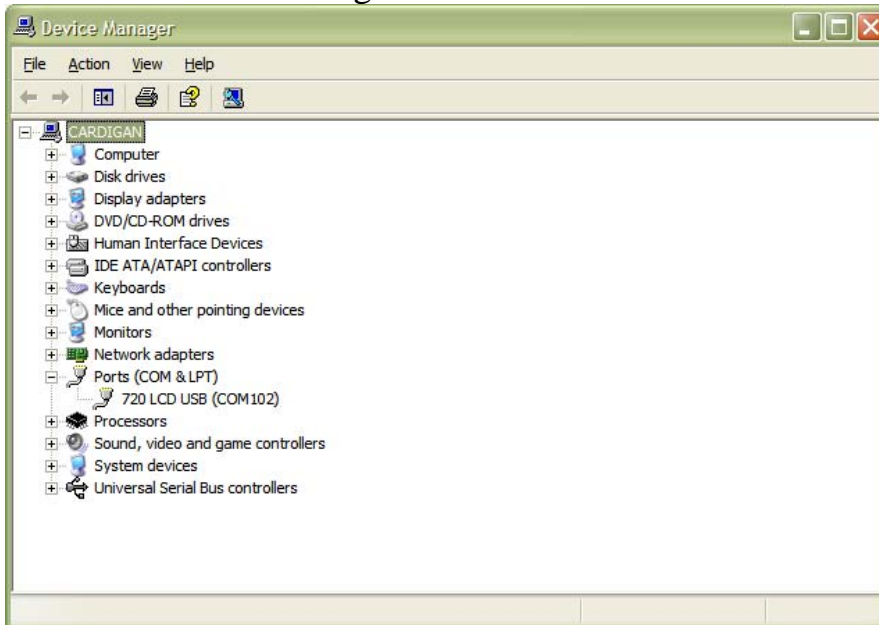 Device Manager
File Action View Help
CARDIGAN
Computer
Disk drives
Display adapters
DVD/CD-ROM drives
Human Interface Devices
IDE ATA/ATAPI controllers
Keyboards
Mice and other pointing devices
Monitors
Network adapters
Ports (COM & LPT)
720 LCD USB (COM102)
Processors
Sound, video and game controllers
System devices
Universal Serial Bus controllers